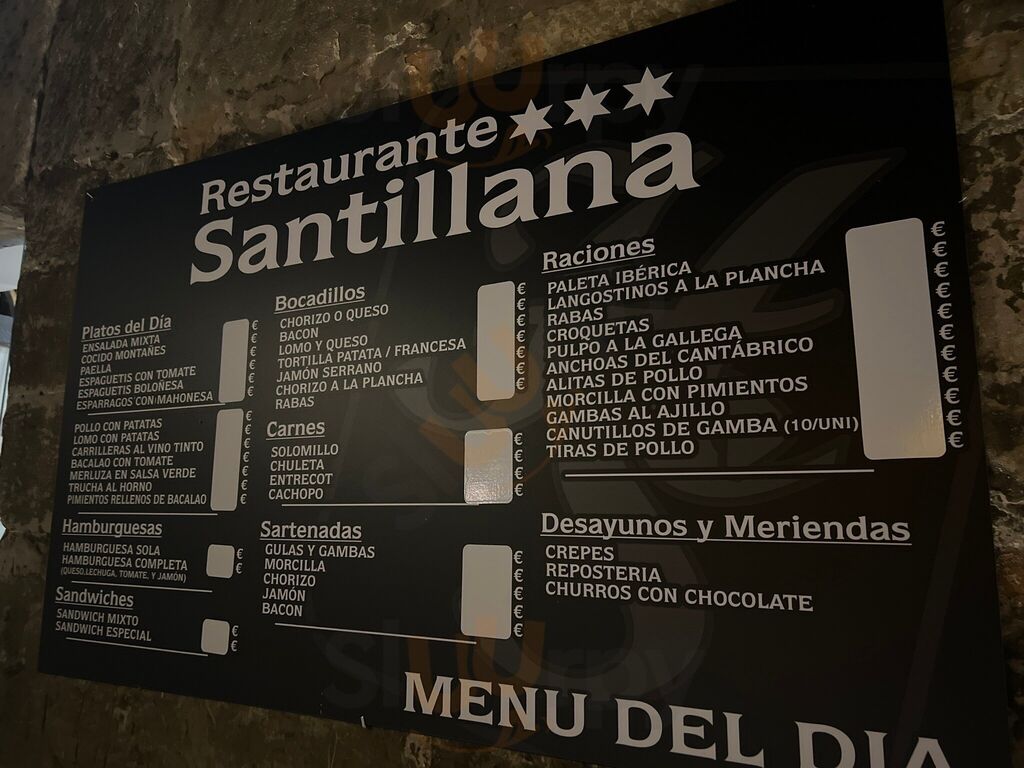 Restaurante
Santillana
Platos del Día
ENSALADA MIXTA €
COCIDO MONTAÑES €
PAELLA €
ESPAGUETIS CON TOMATE €
ESPAGUETIS BOLOÑESA €
ESPARRAGOS CON MAHONESA €
POLLO CON PATATAS €
LOMO CON PATATAS €
CARRILLERAS AL VINO TINTO €
BACALAO CON TOMATE €
MERLUZA EN SALSA VERDE €
TRUCHA AL HORNO €
PIMIENTOS RELLENOS DE BACALAO €
Hamburguesas
HAMBURGUESA SOLA €
HAMBURGUESA COMPLETA €
(QUESO, LECHUGA, TOMATE, Y JAMÓN)
Sandwiches
SANDWICH MIXTO €
SANDWICH ESPECIAL €
Bocadillos
CHORIZO O QUESO €
BACON €
LOMO Y QUESO €
TORTILLA PATATA / FRANCESA €
JAMÓN SERRANO €
CHORIZO A LA PLANCHA €
RABAS €
Carnes
SOLOMILLO €
CHULETA €
ENTRECOT €
CACHOPO €
Sartenadas
GULAS Y GAMBAS €
MORCILLA €
CHORIZO €
JAMÓN €
BACON €
Raciones
PALETA IBÉRICA €
LANGOSTINOS A LA PLANCHA €
RABAS €
CROQUETAS €
PULPO A LA GALLEGA €
ANCHOAS DEL CANTÁBRICO €
ALITAS DE POLLO €
MORCILLA CON PIMIENTOS €
GAMBAS AL AJILLO €
CANUTILLOS DE GAMBA (10/UNI) €
TIRAS DE POLLO €
Desayunos y Meriendas
CREPES
REPOSTERIA
CHURROS CON CHOCOLATE
MENU DEL DIA